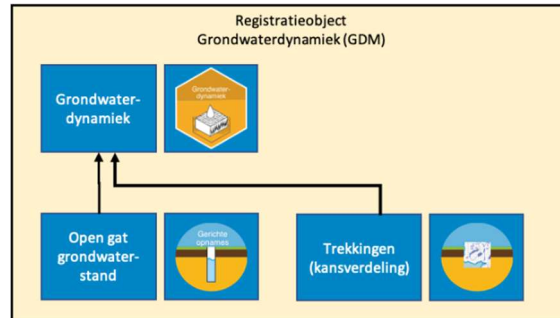 Registratieobject
Grondwaterdynamiek (GDM)
Grondwater-
dynamiek
Grondwater-
dynamiek
Open gat
grondwater-
stand
Gerichte
opnames
Trekkingen
(kansverdeling)